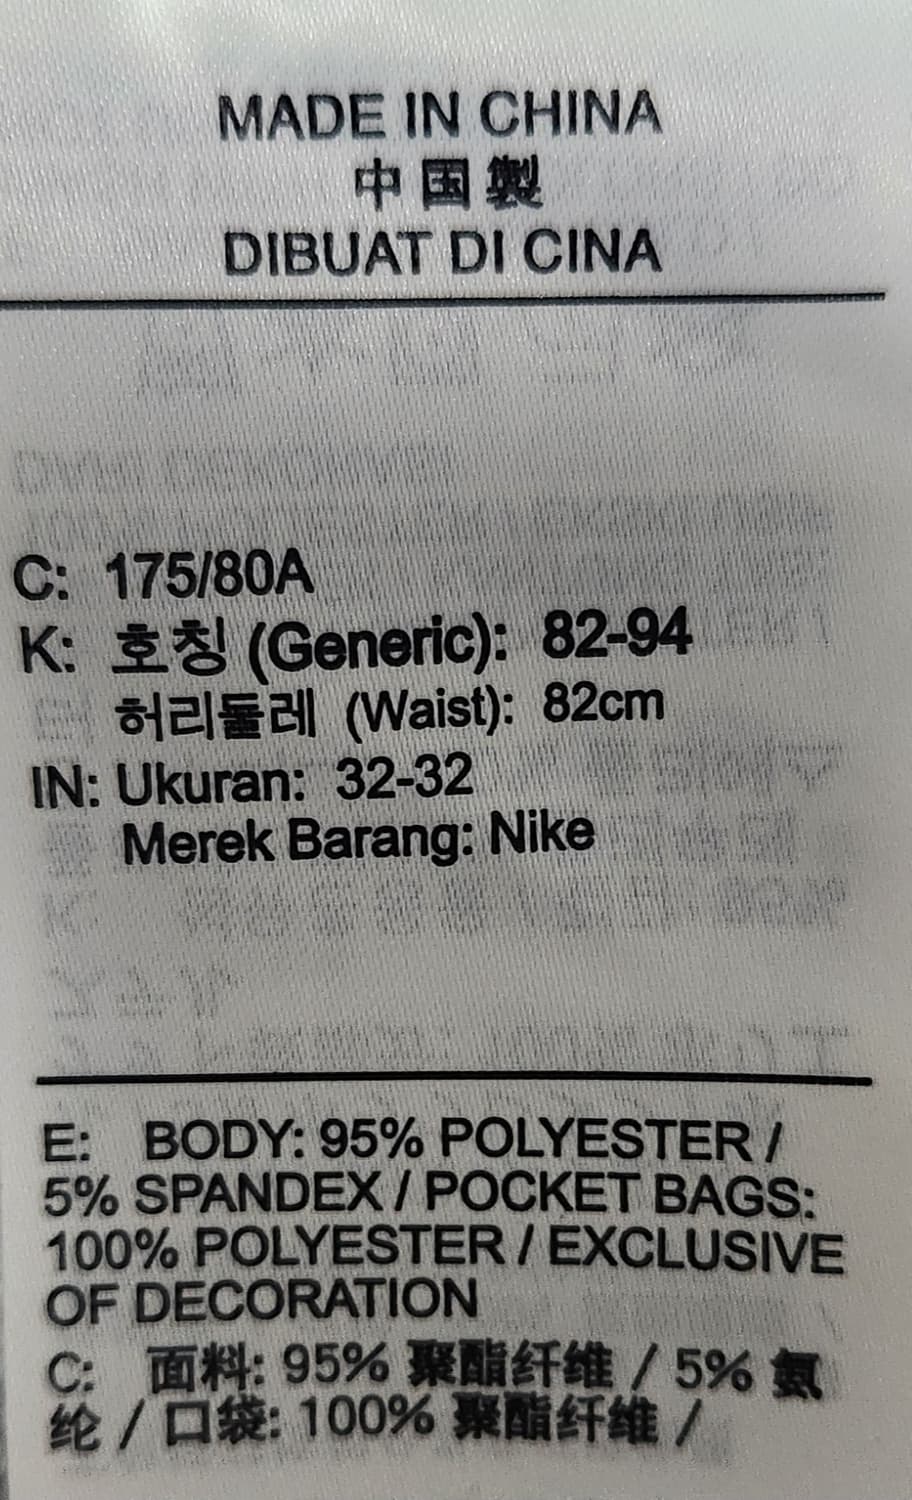 MADE IN CHINA
中国製
DIBUAT DI CINA
C: 175/80A
K: 호칭 (Generic): 82-94
허리둘레 (Waist): 82cm
IN: Ukuran: 32-32
Merek Barang: Nike
E: BODY: 95% POLYESTER /
5% SPANDEX / POCKET BAGS:
100% POLYESTER / EXCLUSIVE
OF DECORATION
C: 面料: 95% 聚酯纤维 / 5% 氨
纶 / 口袋: 100% 聚酯纤维 /